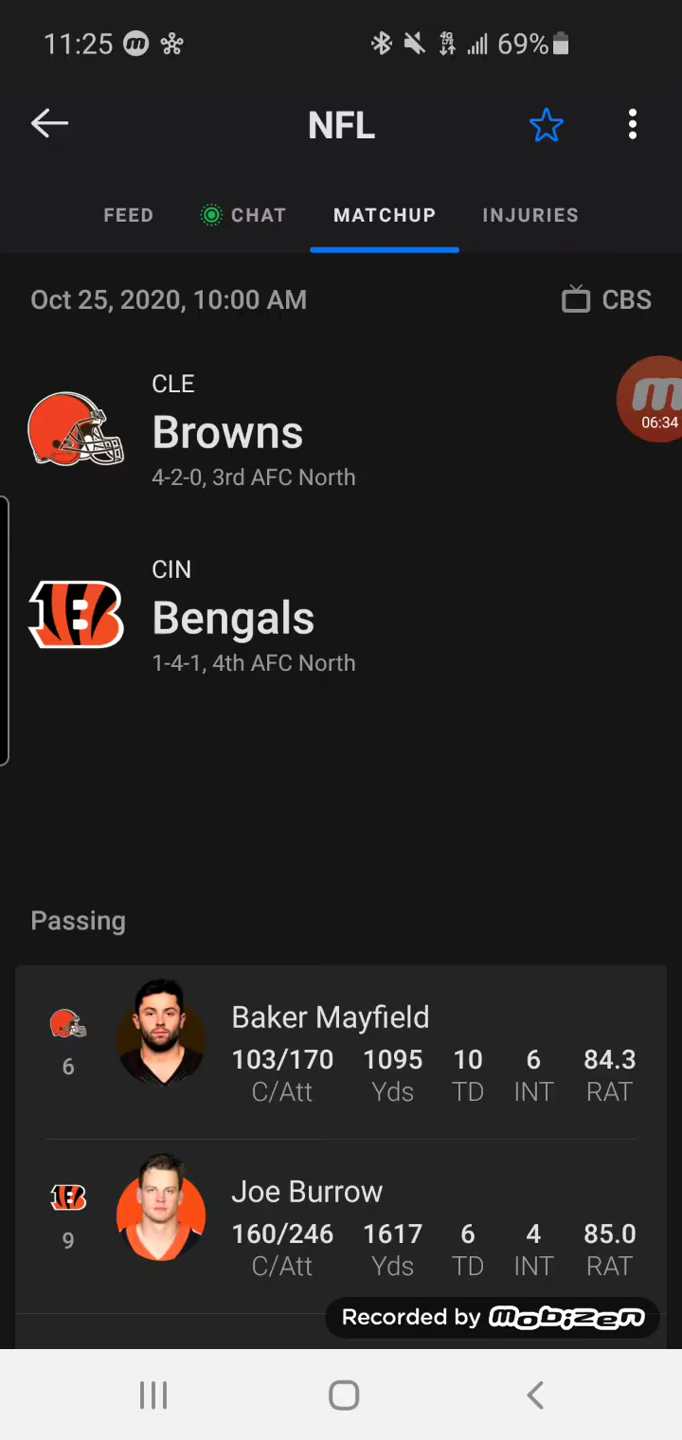 11:25 m 4G 69%
NFL
FEED CHAT MATCHUP INJURIES
Oct 25, 2020, 10:00 AM CBS
CLE
Browns
4-2-0, 3rd AFC North
m
06:34
CIN
B
Bengals
1-4-1, 4th AFC North
Passing
Baker Mayfield
6 103/170 1095 10 6 84.3
C/Att Yds TD INT RAT
B
Joe Burrow
9 160/246 1617 6 4 85.0
C/Att Yds TD INT RAT
Recorded by mobizen